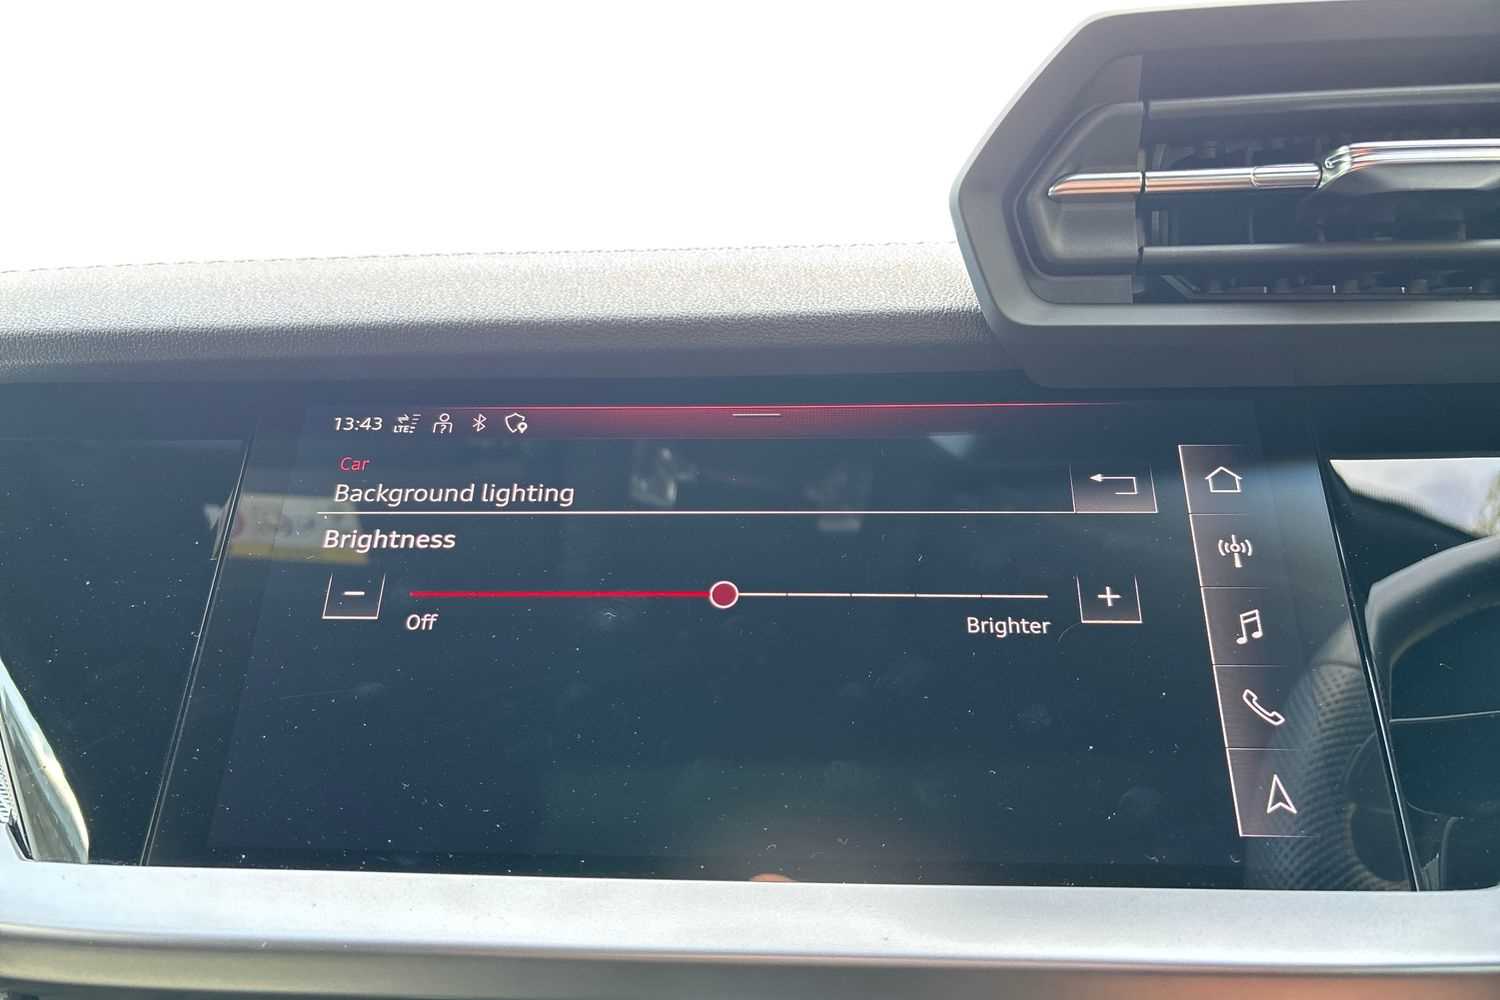 13:43 LTE
Car
Background lighting
Brightness
Off
Brighter